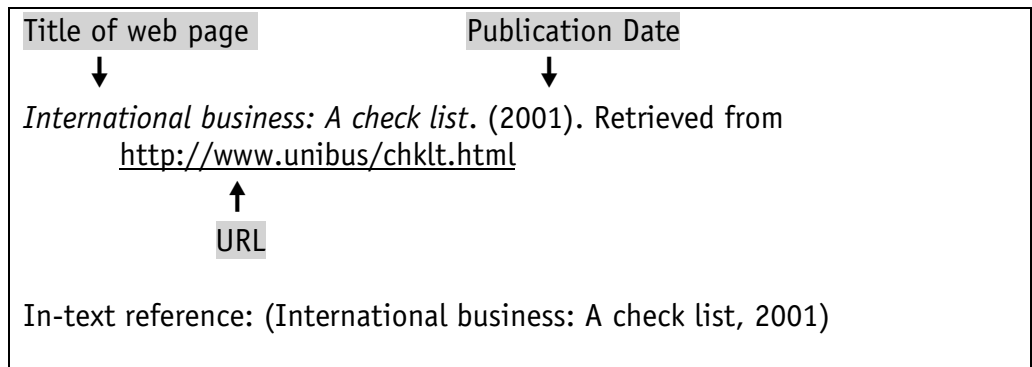 Title of web page Publication Date
International business: A check list. (2001). Retrieved from
http://www.unibus/chklt.html
URL
In-text reference: (International business: A check list, 2001)